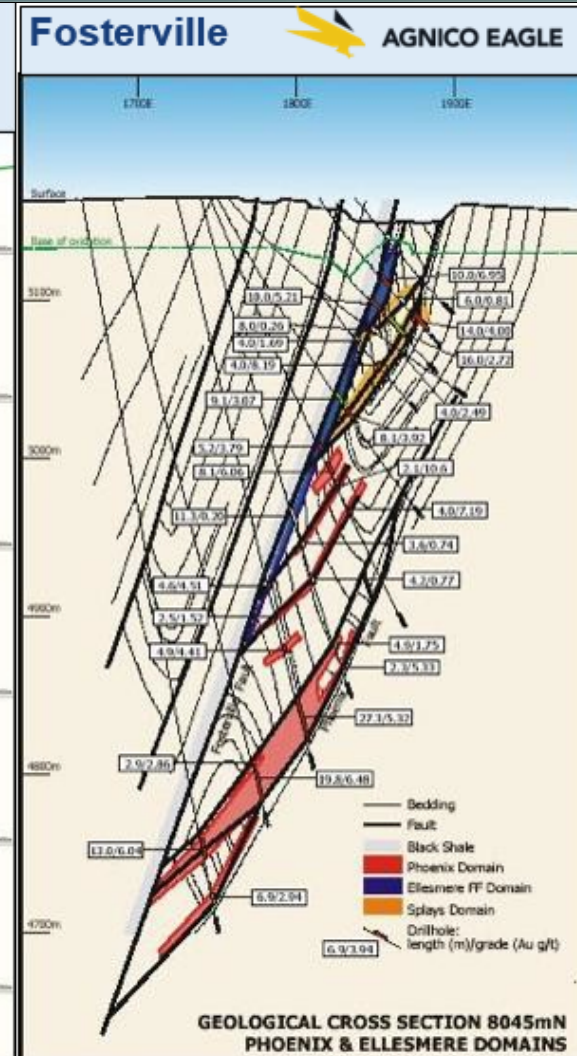 Fosterville
AGNICO EAGLE
1700E
1800E
1900E
Surface
Base of oxidation
10.0/6.95
18.0/5.21
5100m
6.0/0.81
8.0/0.26
14.0/4.00
4.0/1.69
16.0/2.72
4.0/8.19
9.1/3.07
4.0/2.49
8.1/3.92
5.2/3.79
5000m
2.1/10.6
8.1/6.06
4.0/7.19
11.3/0.20
3.6/0.74
4.6/4.51
4.2/0.77
2.5/1.52
4900m
4.9/1.75
4.9/4.41
2.3/5.33
Fosterville Fault
Phoenix Fault
27.3/5.32
2.9/2.86
4800m
19.8/6.48
13.0/6.04
6.9/2.94
4700m
Bedding
Fault
Black Shale
Phoenix Domain
Ellesmere FF Domain
Splays Domain
Drillhole:
length (m)/grade (Au g/t)
6.9/3.94
GEOLOGICAL CROSS SECTION 8045mN
PHOENIX & ELLESMERE DOMAINS